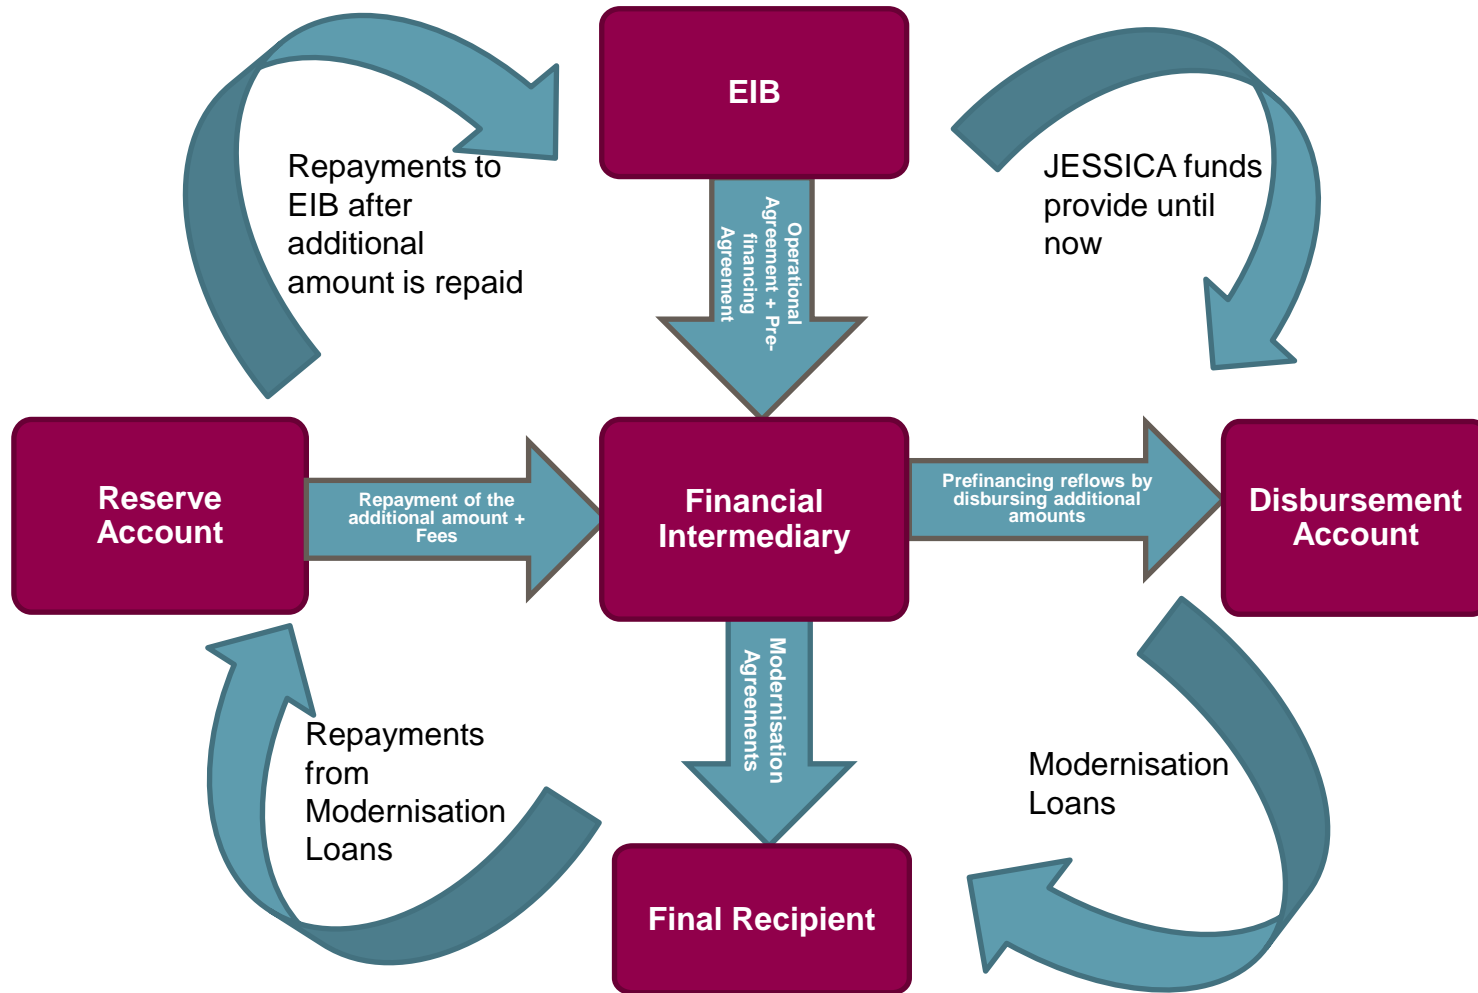 EIB
Repayments to
EIB after
additional
amount is repaid
Operational
Agreement + Pre-
financing
Agreement
JESSICA funds
provide until
now
Reserve
Account
Repayment of the
additional amount +
Fees
Financial
Intermediary
Prefinancing reflows by
disbursing additional
amounts
Disbursement
Account
Modernisation
Agreements
Repayments
from
Modernisation
Loans
Modernisation
Loans
Final Recipient